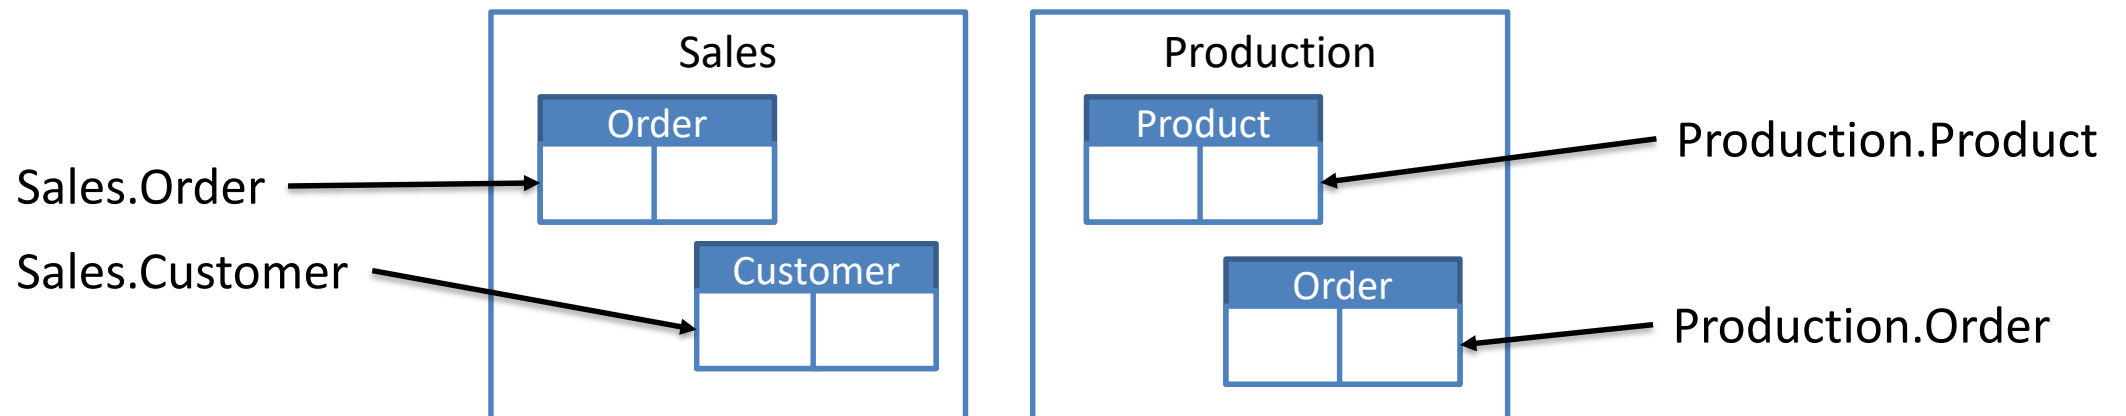 Sales
Production
Order
Product
Production.Product
Sales.Order
Sales.Customer
Customer
Order
Production.Order